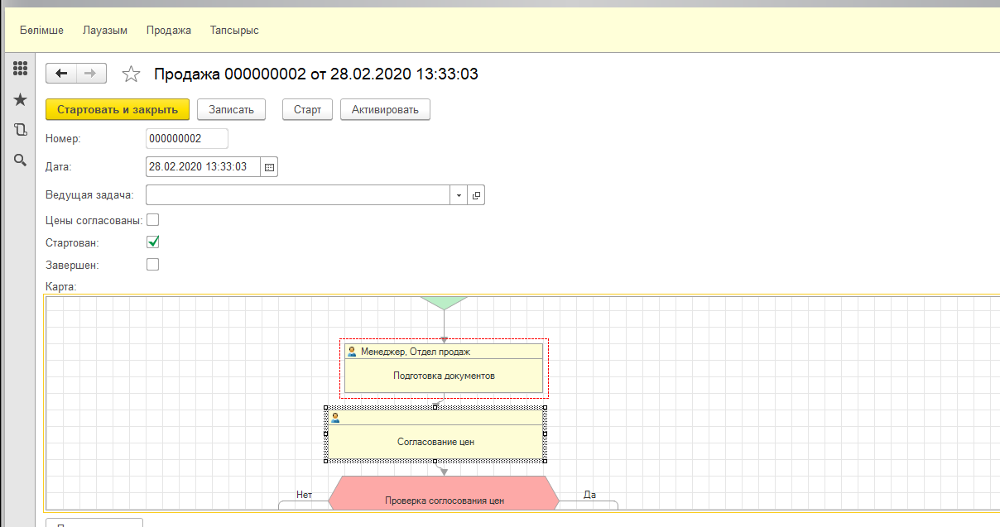 Бөлімше Лауазым Продажа Тапсырыс
Продажа 000000002 от 28.02.2020 13:33:03
Стартовать и закрыть Записать Старт Активировать
Номер: 000000002
Дата: 28.02.2020 13:33:03
Ведущая задача:
Цены согласованы:
Стартован:
Завершен:
Карта:
Менеджер, Отдел продаж
Подготовка документов
Согласование цен
Нет Да
Проверка соглосования цен